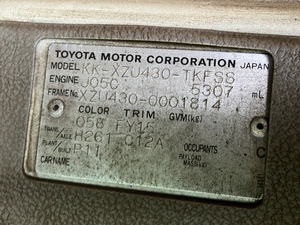 TOYOTA MOTOR CORPORATION JAPAN
MODEL KK-XZU430-TKFSS
ENGINE J05C 5307 mL
FRAME No. XZU430-0001814
COLOR TRIM GVM(kg)
058 FY15
TRANS/AXLE H261 C12A
PLANT/BUILT P11 OCCUPANTS
PAYLOAD
CAR NAME MASS(kg)
C